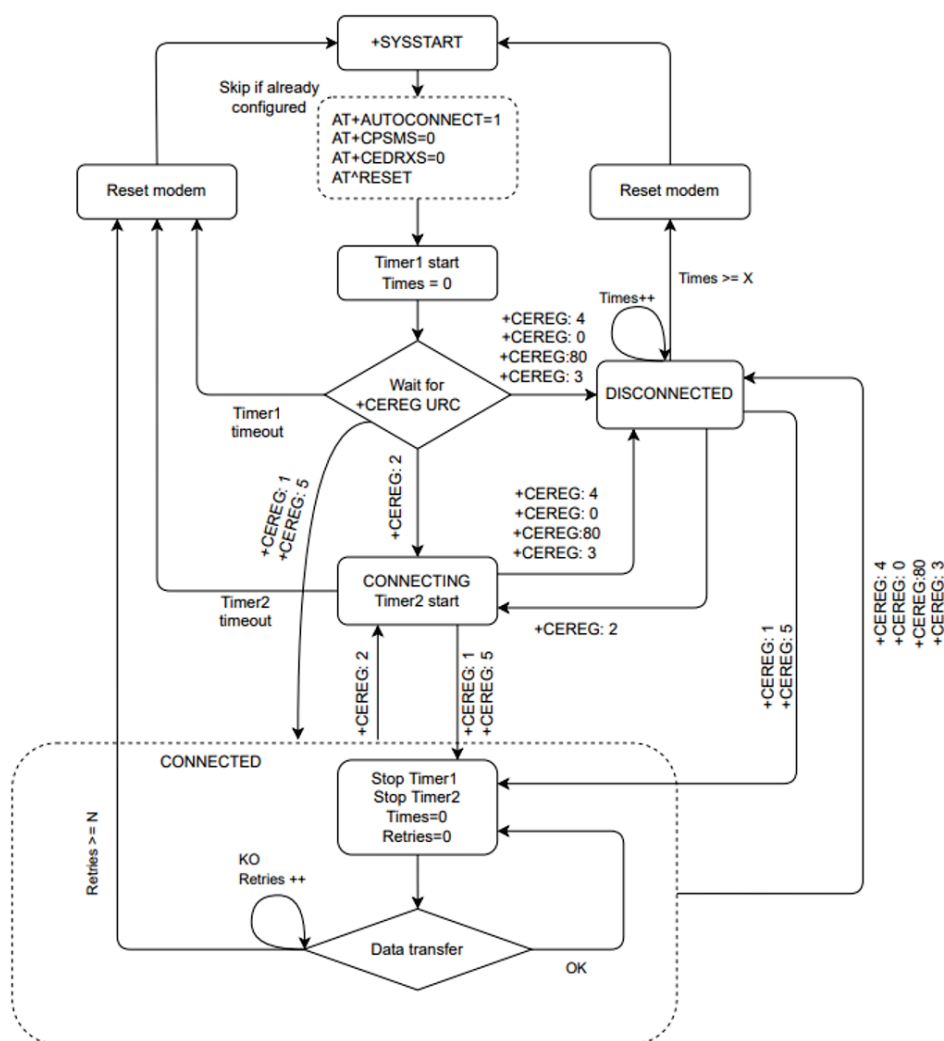 +SYSSTART
Skip if already
configured
AT+AUTOCONNECT=1
AT+CPSMS=0
AT+CEDRXS=0
AT^RESET
Reset modem
Reset modem
Timer1 start
Times = 0
Times >= X
Times++
+CEREG: 4
+CEREG: 0
+CEREG:80
+CEREG: 3
Wait for
+CEREG URC
DISCONNECTED
Timer1
timeout
+CEREG: 1
+CEREG: 5
+CEREG: 2
+CEREG: 4
+CEREG: 0
+CEREG:80
+CEREG: 3
CONNECTING
Timer2 start
Timer2
timeout
+CEREG: 2
+CEREG: 1
+CEREG: 5
+CEREG: 4
+CEREG: 0
+CEREG:80
+CEREG: 3
+CEREG: 2
+CEREG: 1
+CEREG: 5
CONNECTED
Stop Timer1
Stop Timer2
Times=0
Retries=0
Retries >= N
KO
Retries ++
Data transfer
OK